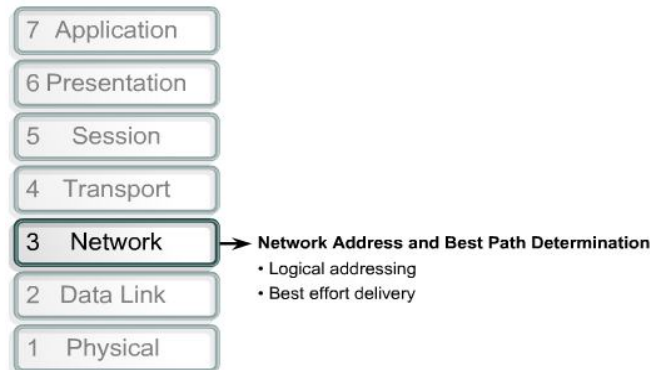 7 Application
6 Presentation
5 Session
4 Transport
3 Network
Network Address and Best Path Determination
• Logical addressing
• Best effort delivery
2 Data Link
1 Physical